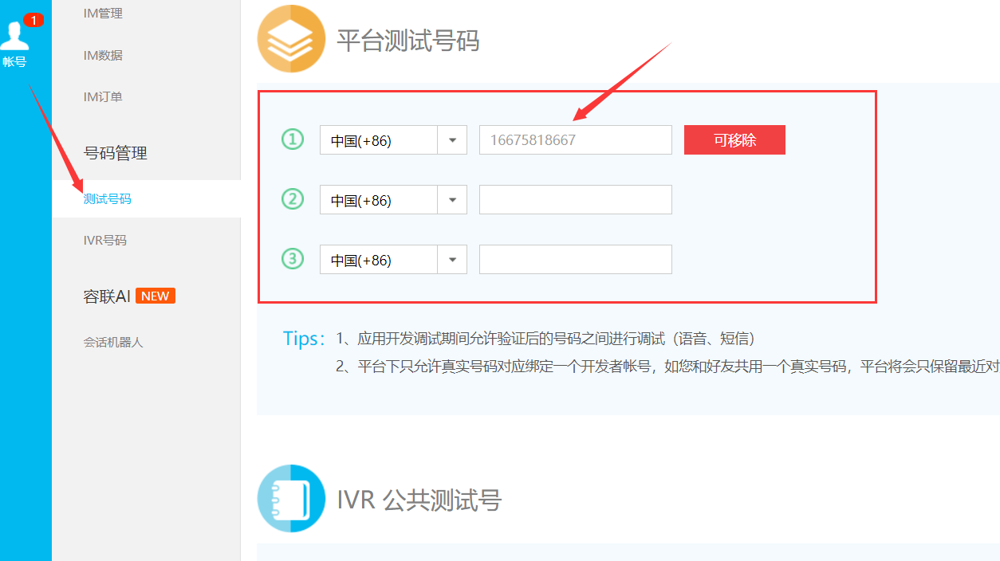 1
帐号
IM管理
IM数据
IM订单
号码管理
测试号码
IVR号码
容联AI NEW
会话机器人
平台测试号码
① 中国(+86) 16675818667 可移除
② 中国(+86)
③ 中国(+86)
Tips： 1、应用开发调试期间允许验证后的号码之间进行调试（语音、短信）
2、平台下只允许真实号码对应绑定一个开发者帐号，如您和好友共用一个真实号码，平台将会只保留最近对
IVR 公共测试号